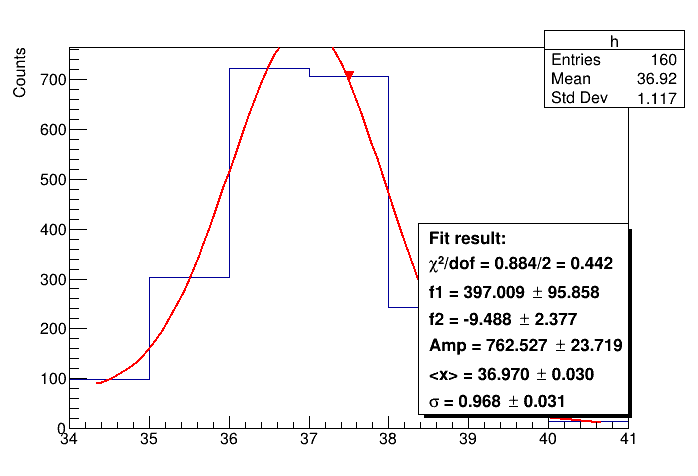 h
Entries 160
Mean 36.92
Std Dev 1.117
Counts
700
600
500
400
300
200
100
0
Fit result:
χ²/dof = 0.884/2 = 0.442
f1 = 397.009 ± 95.858
f2 = -9.488 ± 2.377
Amp = 762.527 ± 23.719
<x> = 36.970 ± 0.030
σ = 0.968 ± 0.031
34 35 36 37 38 39 40 41